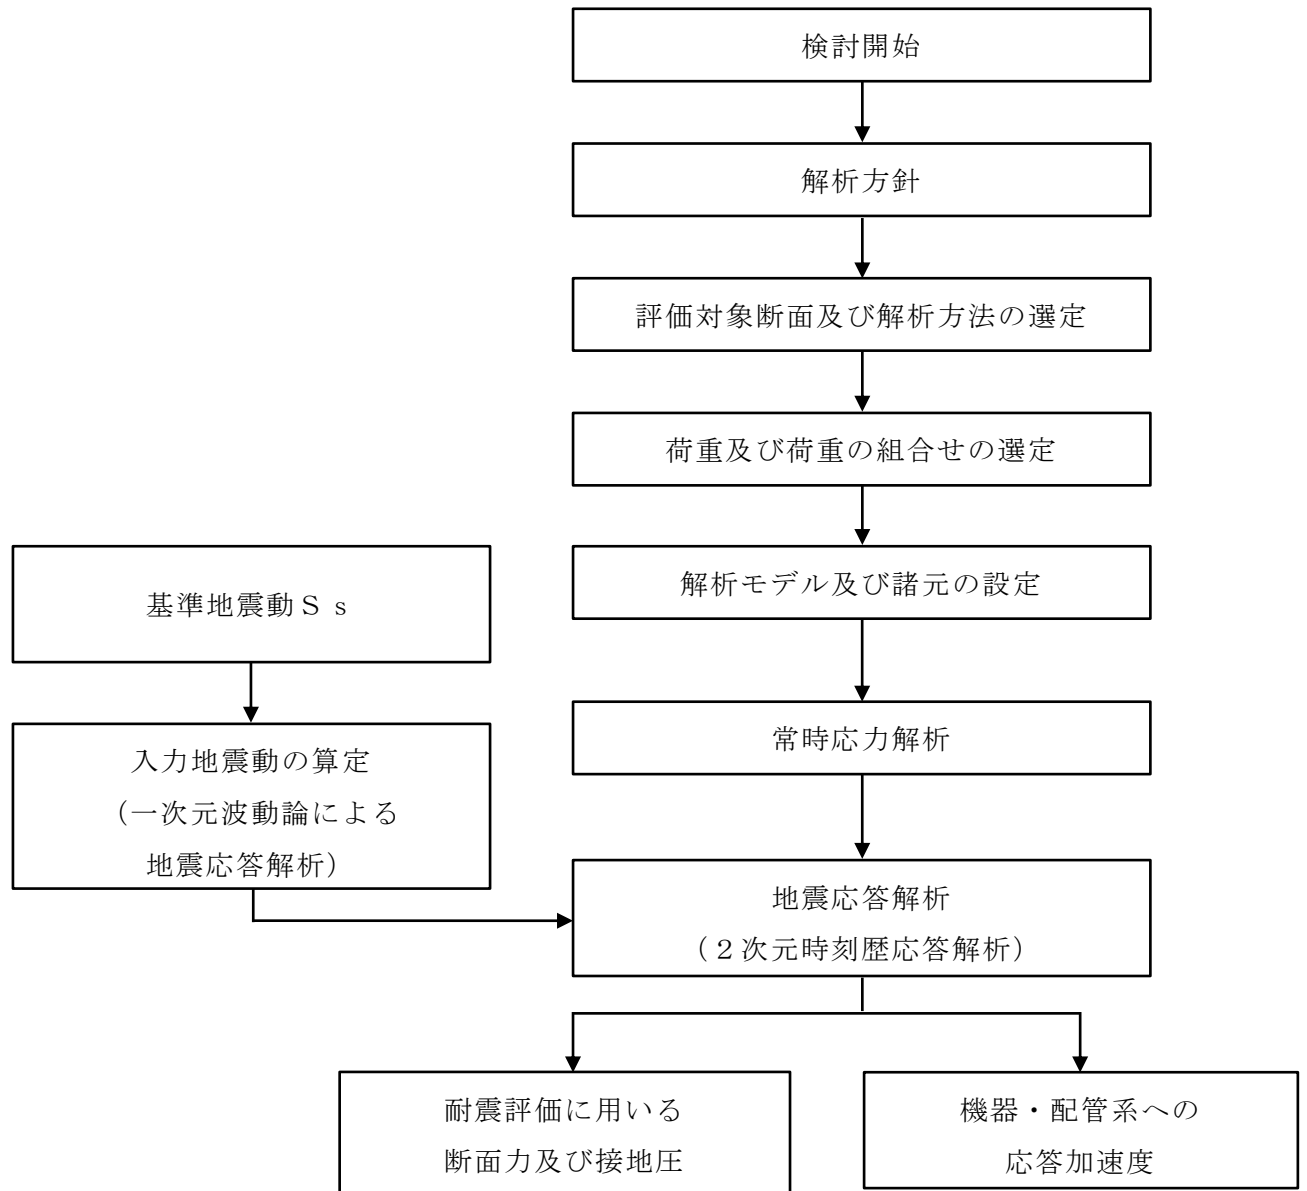 検討開始
解析方針
評価対象断面及び解析方法の選定
荷重及び荷重の組合せの選定
解析モデル及び諸元の設定
基準地震動Ｓｓ
入力地震動の算定
（一次元波動論による
地震応答解析）
常時応力解析
地震応答解析
（２次元時刻歴応答解析）
耐震評価に用いる
断面力及び接地圧
機器・配管系への
応答加速度